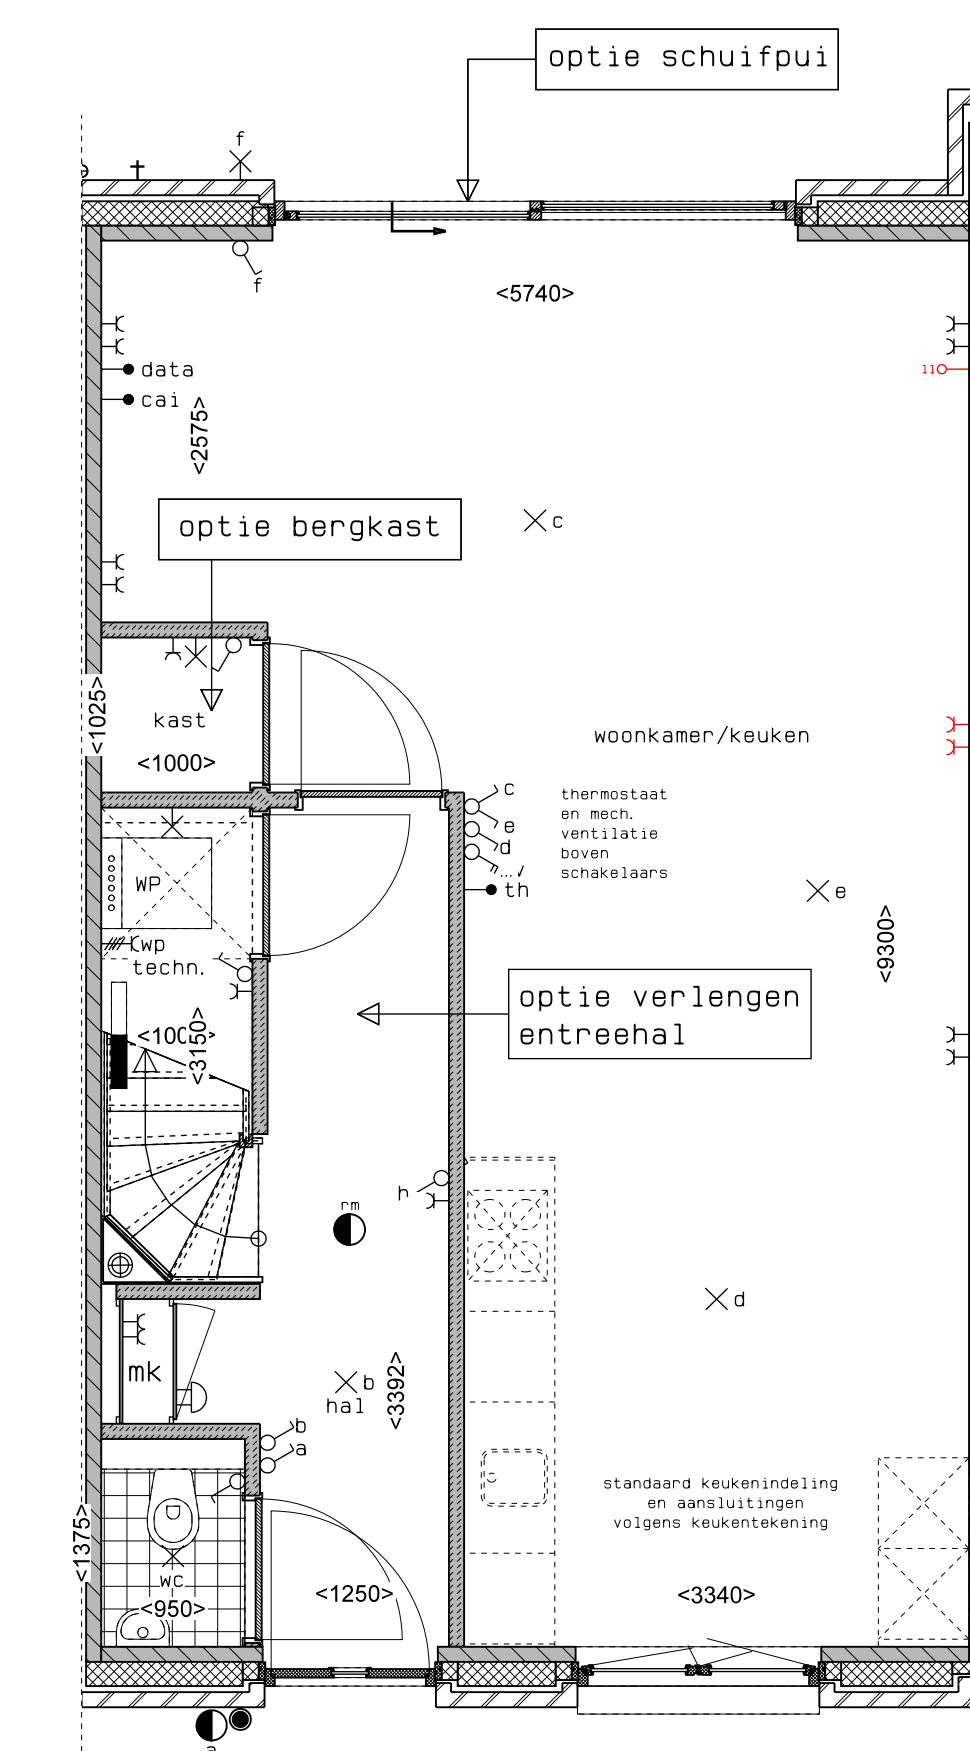 optie schuifpui
f
f
<5740>
data
cai
<2575>
11
c
optie bergkast
kast
<1025>
<1000>
woonkamer/keuken
c
e
d
th
thermostaat
en mech.
ventilatie
boven
schakelaars
WP
wp
techn.
e
<9300>
optie verlengen
entreehal
<3150>
h
rm
d
mk
b
hal
<3392>
b
a
standaard keukenindeling
en aansluitingen
volgens keukentekening
<1375>
wc
<950>
<1250>
<3340>
a